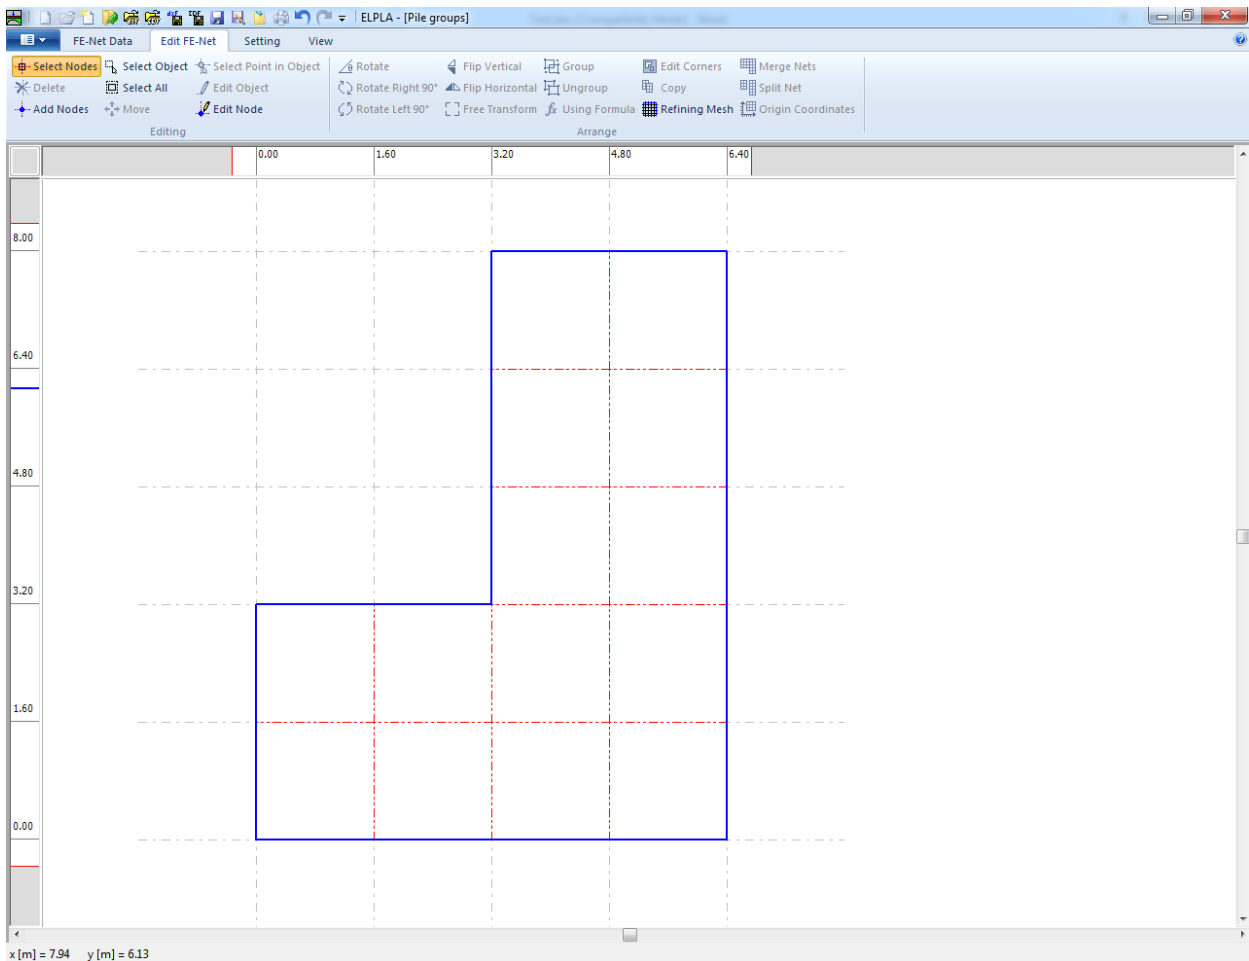 ELPLA - [Pile groups]
FE-Net Data Edit FE-Net Setting View
Select Nodes Select Object Select Point in Object Rotate Flip Vertical Group Edit Corners Merge Nets
Delete Select All Edit Object Rotate Right 90° Flip Horizontal Ungroup Copy Split Net
Add Nodes Move Edit Node Rotate Left 90° Free Transform fx Using Formula Refining Mesh Origin Coordinates
Editing Arrange
0.00 1.60 3.20 4.80 6.40
8.00
6.40
4.80
3.20
1.60
0.00
x [m] = 7.94 y [m] = 6.13